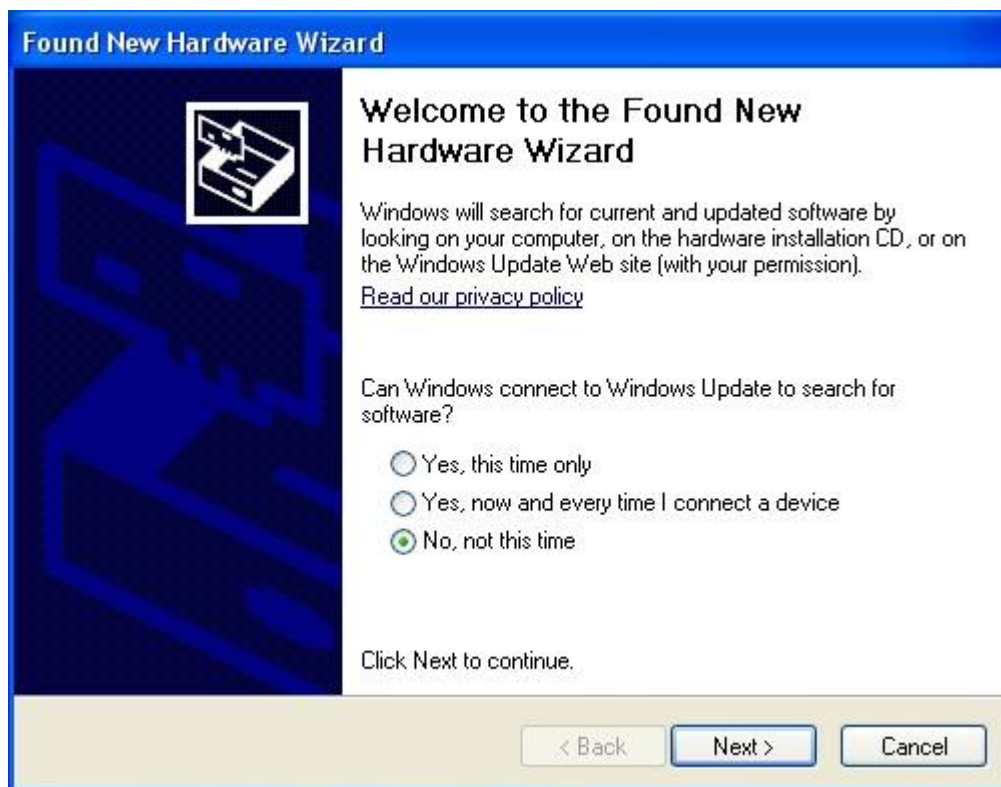 Found New Hardware Wizard
Welcome to the Found New
Hardware Wizard
Windows will search for current and updated software by
looking on your computer, on the hardware installation CD, or on
the Windows Update Web site (with your permission).
Read our privacy policy
Can Windows connect to Windows Update to search for
software?
Yes, this time only
Yes, now and every time I connect a device
No, not this time
Click Next to continue.
< Back
Next >
Cancel